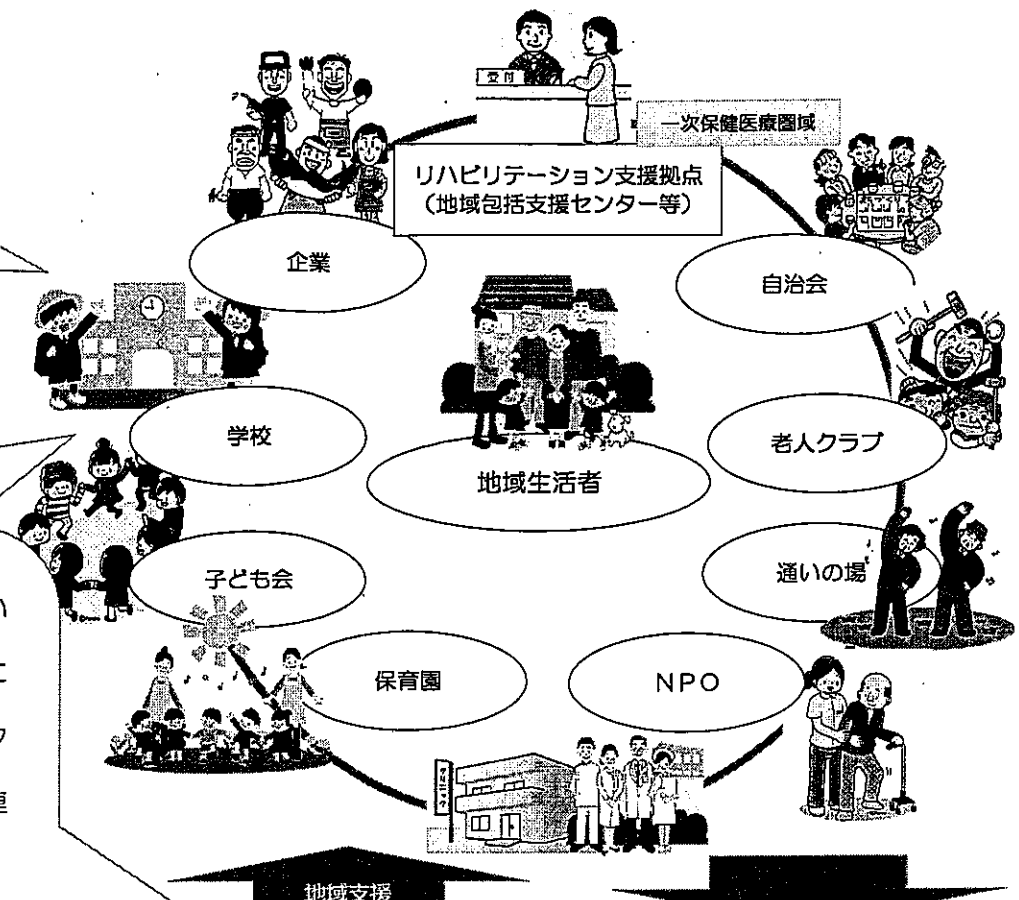 受付
一次保健医療圏域
リハビリテーション支援拠点
（地域包括支援センター等）
企業
自治会
学校
老人クラブ
地域生活者
子ども会
通いの場
い
に
ク
保育園
NPO
地域支援